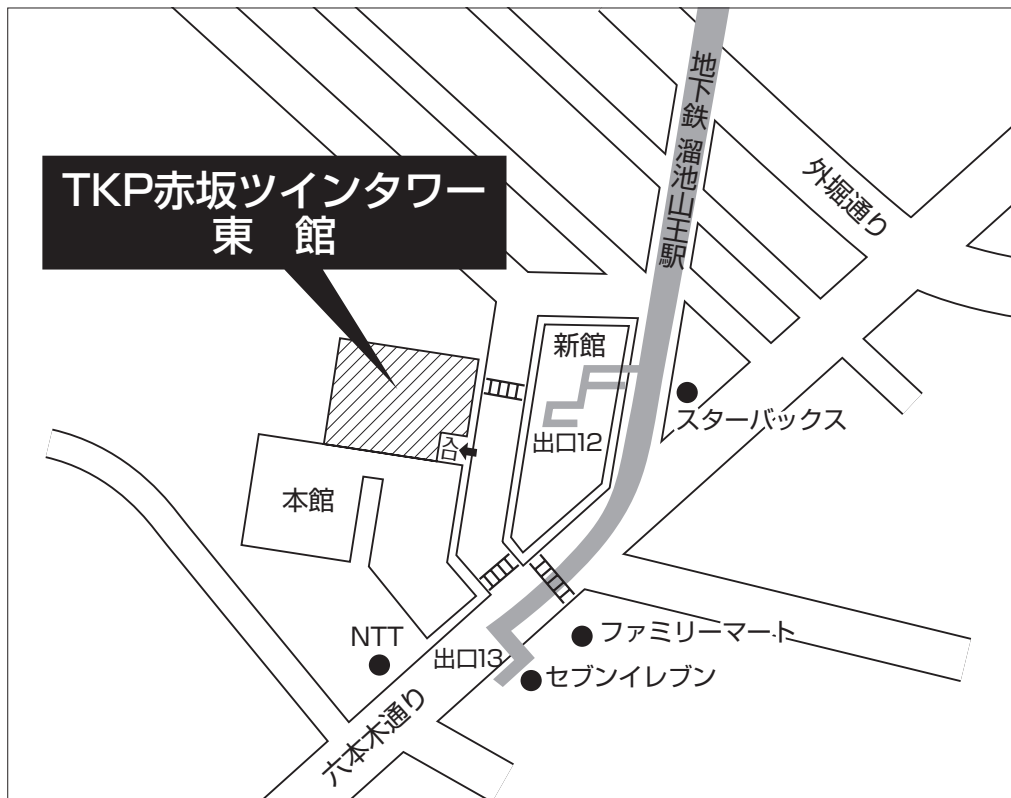 地下鉄 溜池山王駅
外堀通り
TKP赤坂ツインタワー
東 館
新館
スターバックス
出口12
入口
本館
NTT
出口13
ファミリーマート
セブンイレブン
六本木通り